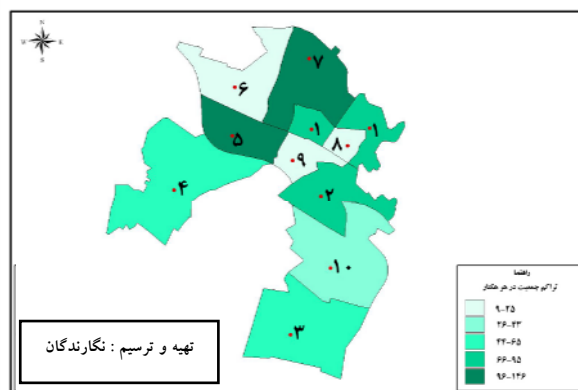 N
W
E
S
۷
۶
۱
۱
۸
۵
۹
۴
۲
۱۰
۳
راهنما
تراکم جمعیت در هر هکتار
۹-۲۵
۲۶-۴۳
۴۴-۶۵
۶۶-۹۵
۹۶-۱۴۶
تهیه و ترسیم : نگارندگان